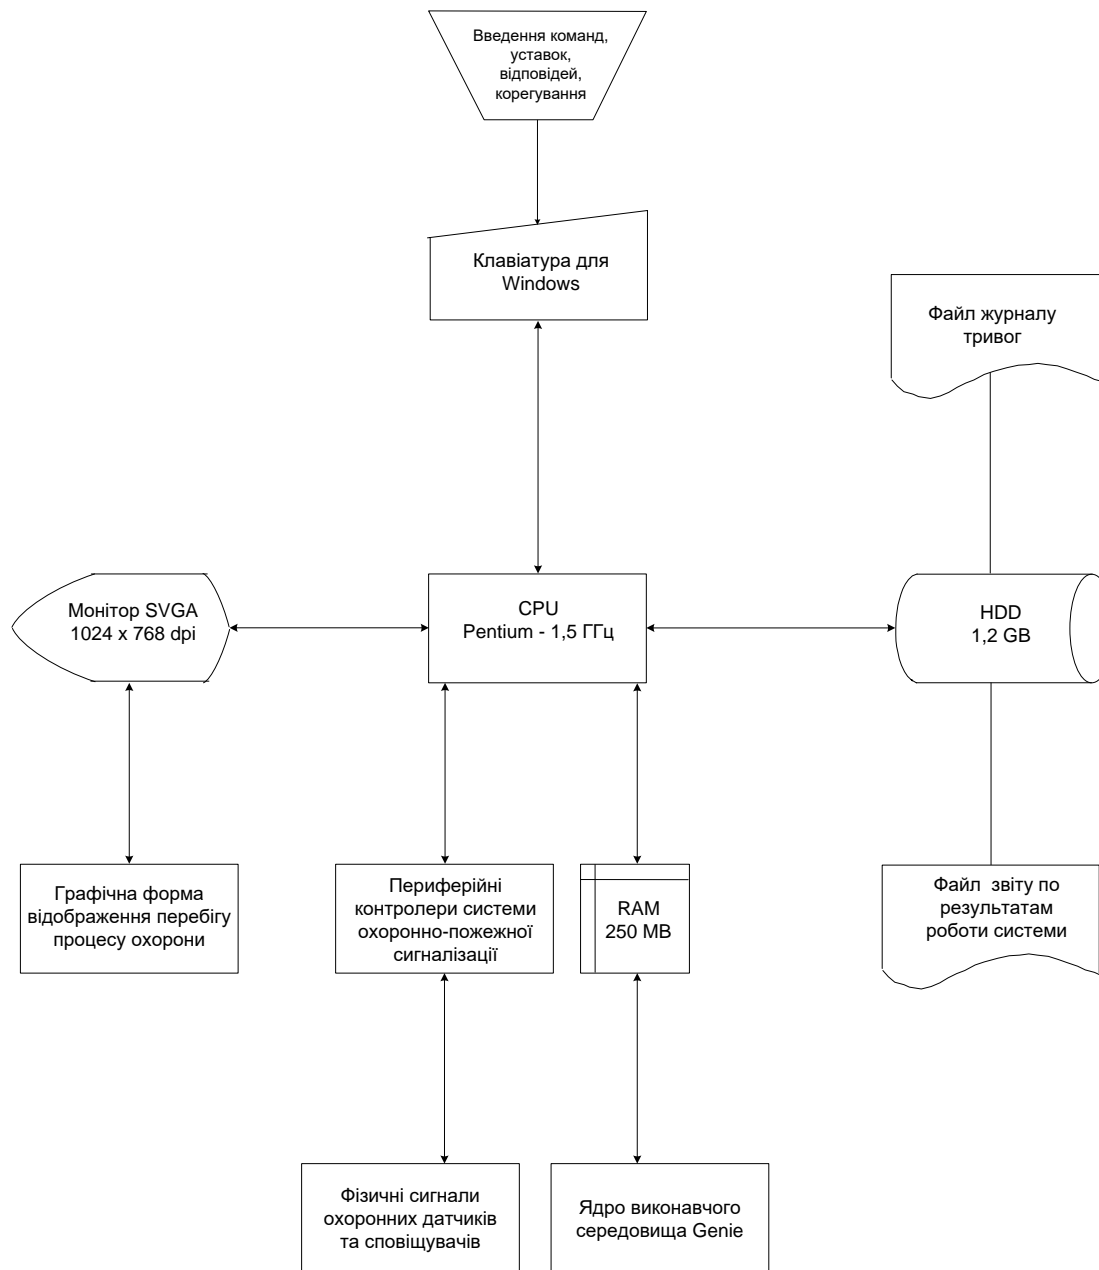 Введення команд,
уставок,
відповідей,
корегування
Клавіатура для
Windows
Файл журналу
тривог
Монітор SVGA
1024 x 768 dpi
CPU
Pentium - 1,5 ГГц
HDD
1,2 GB
Графічна форма
відображення перебігу
процесу охорони
Периферійні
контролери системи
охоронно-пожежної
сигналізації
RAM
250 MB
Файл звіту по
результатам
роботи системи
Фізичні сигнали
охоронних датчиків
та сповіщувачів
Ядро виконавчого
середовища Genie